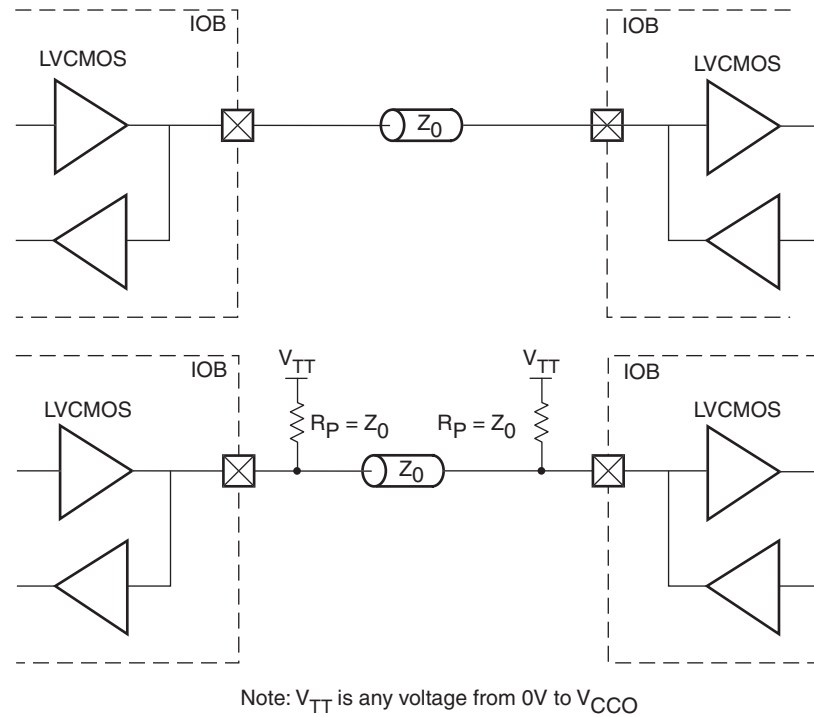 IOB
IOB
LVCMOS
LVCMOS
Z0
IOB
VTT
VTT
IOB
LVCMOS
RP = Z0
RP = Z0
LVCMOS
Z0
Note: VTT is any voltage from 0V to VCCO